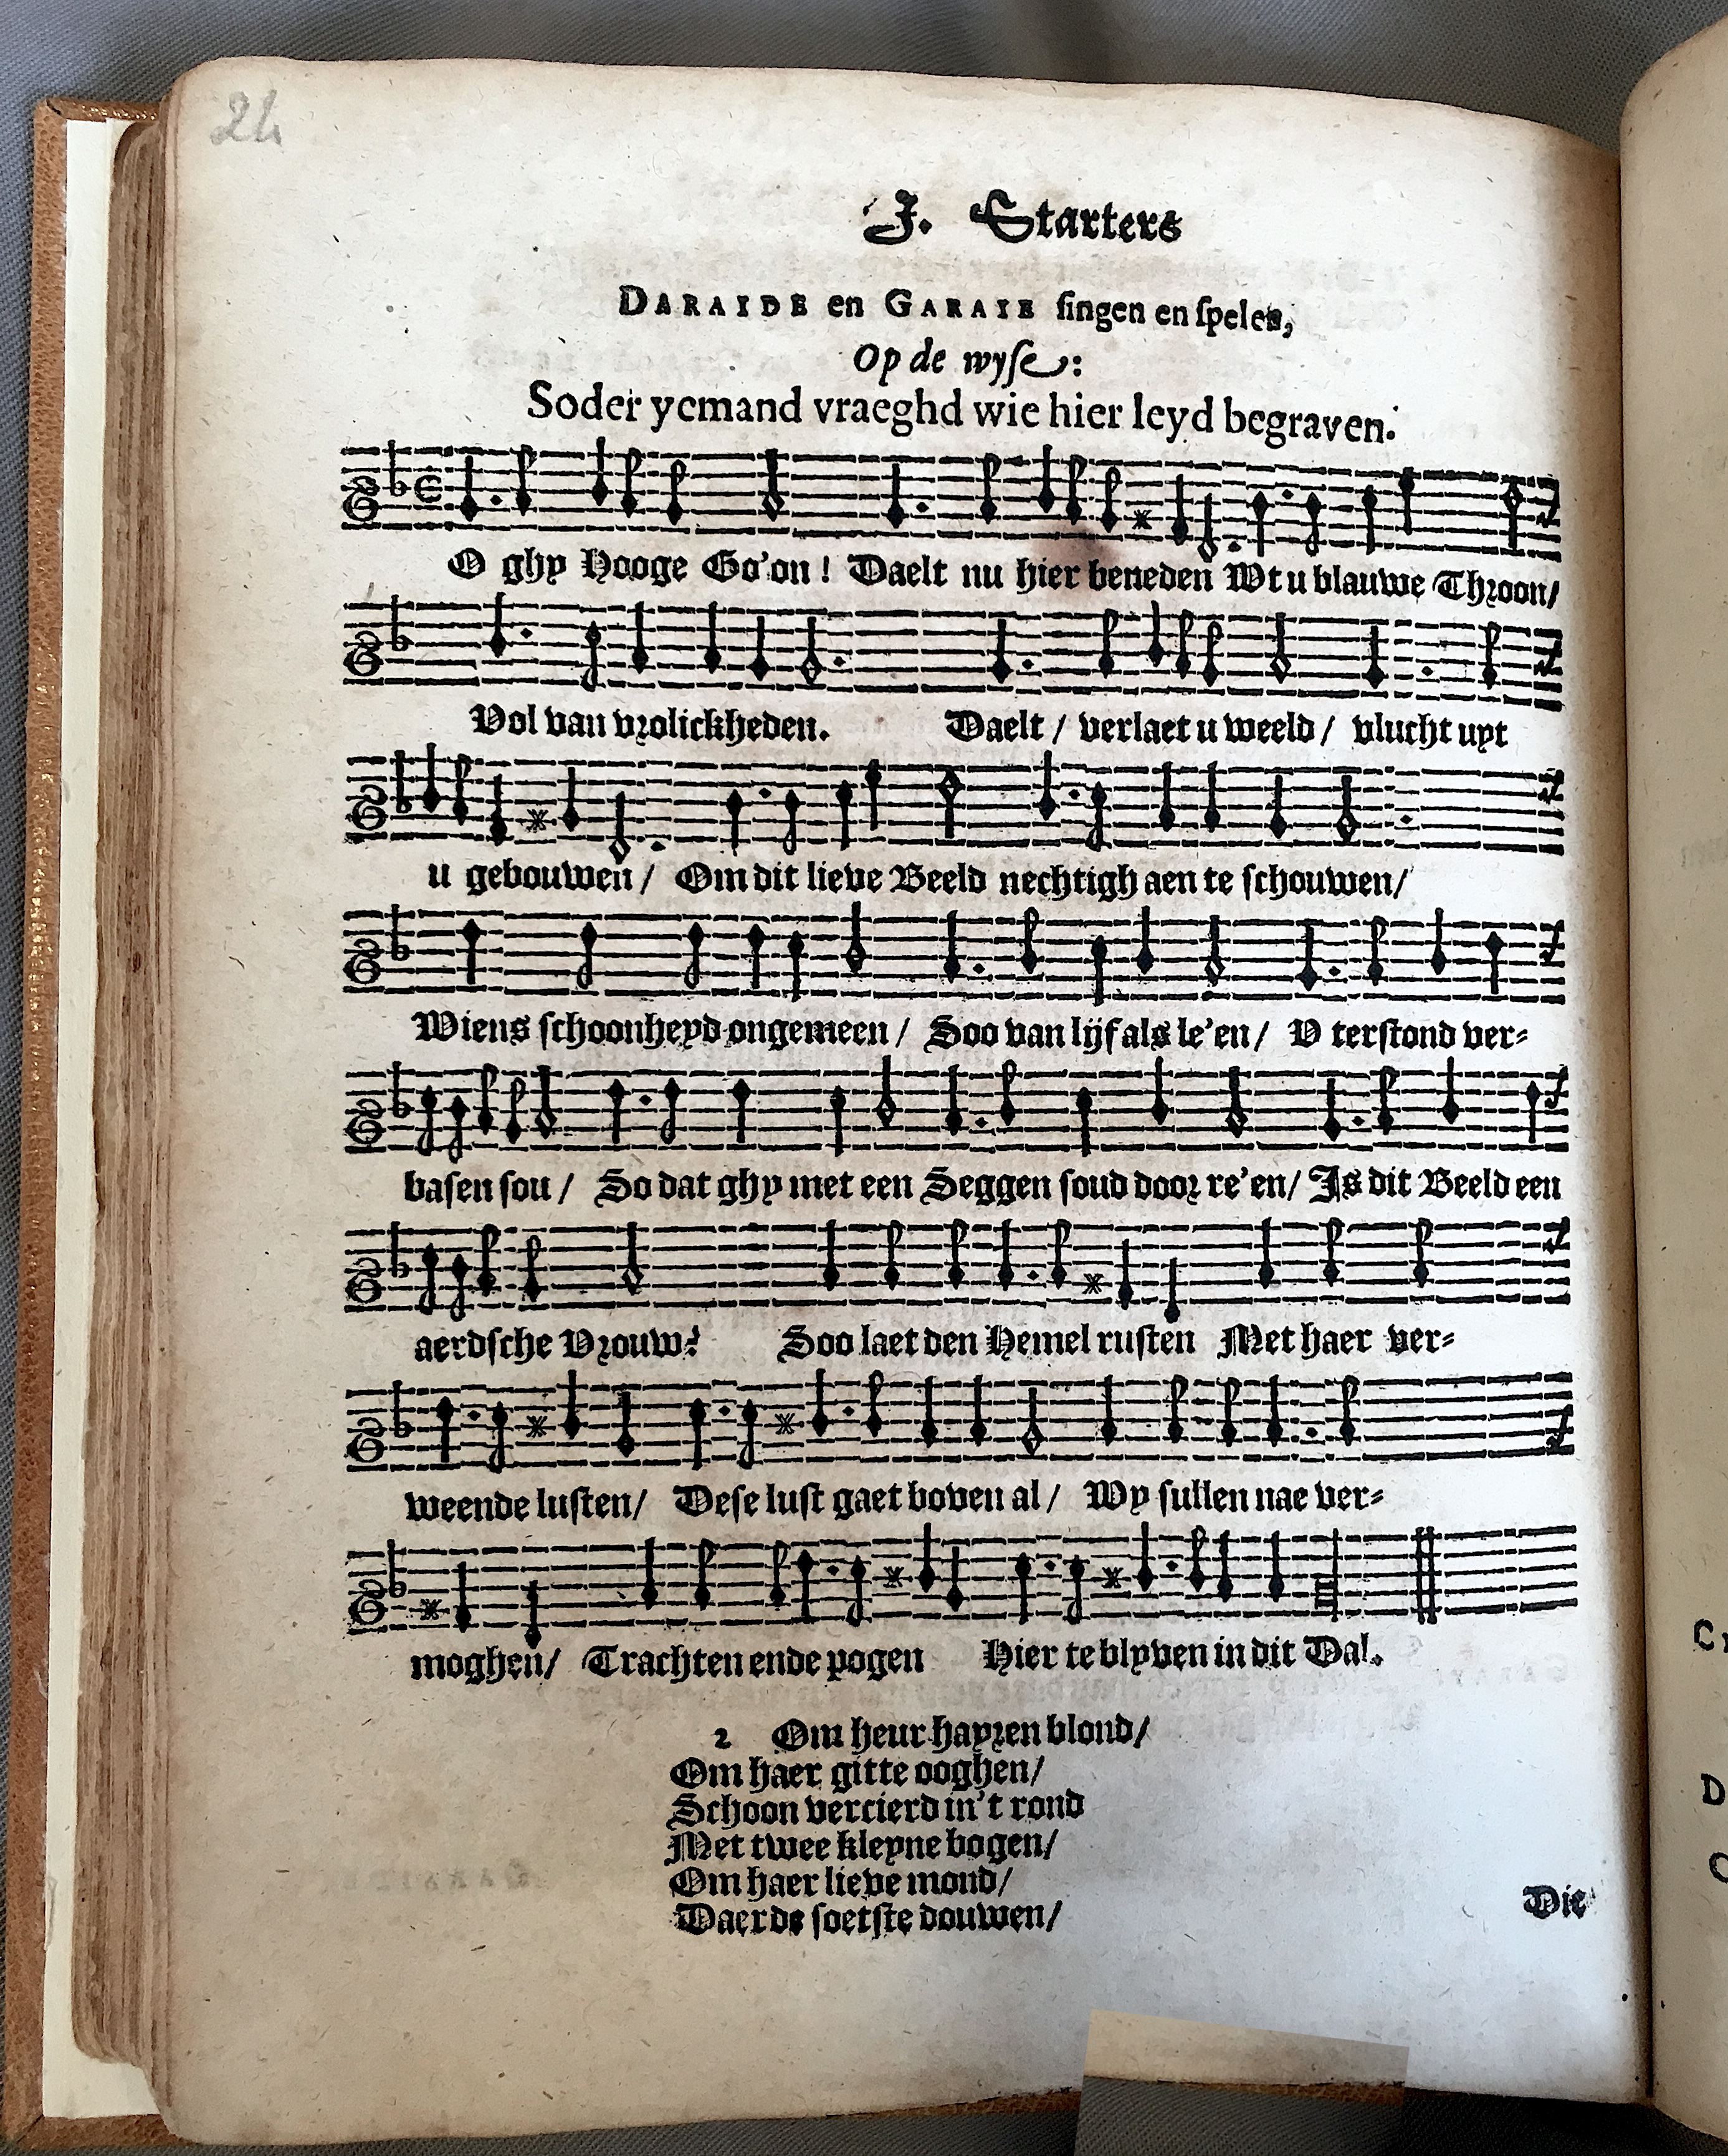 24
J. Starters
DARAIDE en GARAIE singen en spelen,
Op de wyse:
Soder yemand vraeghd wie hier leyd begraven.
O ghy Hooge Go'on! Daelt nu hier beneden Wt u blauwe Throon/
Vol van vrolickheden. Daelt / verlaet u weeld / vlucht uyt
u gebouwen / Om dit lieve Beeld nechtigh aen te schouwen/
Wiens schoonheyd ongemeen / Soo van lijf als le'en / V terstond ver-
basen sou / So dat ghy met een Seggen soud door re'en/ Is dit Beeld een
aerdsche Vrouw? Soo laet den Hemel rusten Met haer ver-
weende lusten/ Dese lust gaet boven al / Wy sullen nae ver-
moghen/ Trachten ende pogen Hier te blyven in dit Dal.
2 Om heur hayren blond/
Om haer gitte ooghen/
Schoon vercierd in't rond
Met twee kleyne bogen/
Om haer lieve mond/
Daer de soetste douwen/
Die